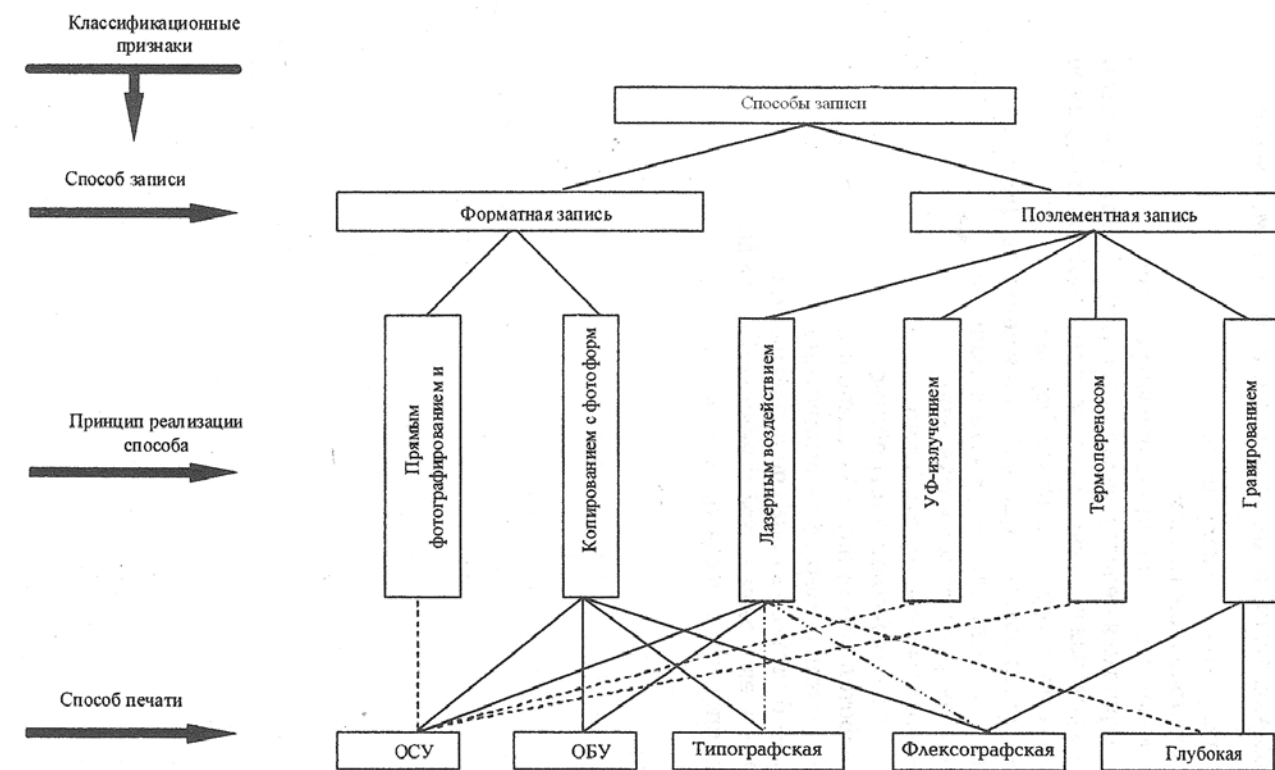 Классификационные
признаки
Способы записи
Способ записи
Форматная запись
Поэлементная запись
Принцип реализации
способа
Прямым
фотографированием и
Копированием с фотоформ
Лазерным воздействием
УФ-излучением
Термопереносом
Гравированием
Способ печати
ОСУ
ОБУ
Типографская
Флексографская
Глубокая